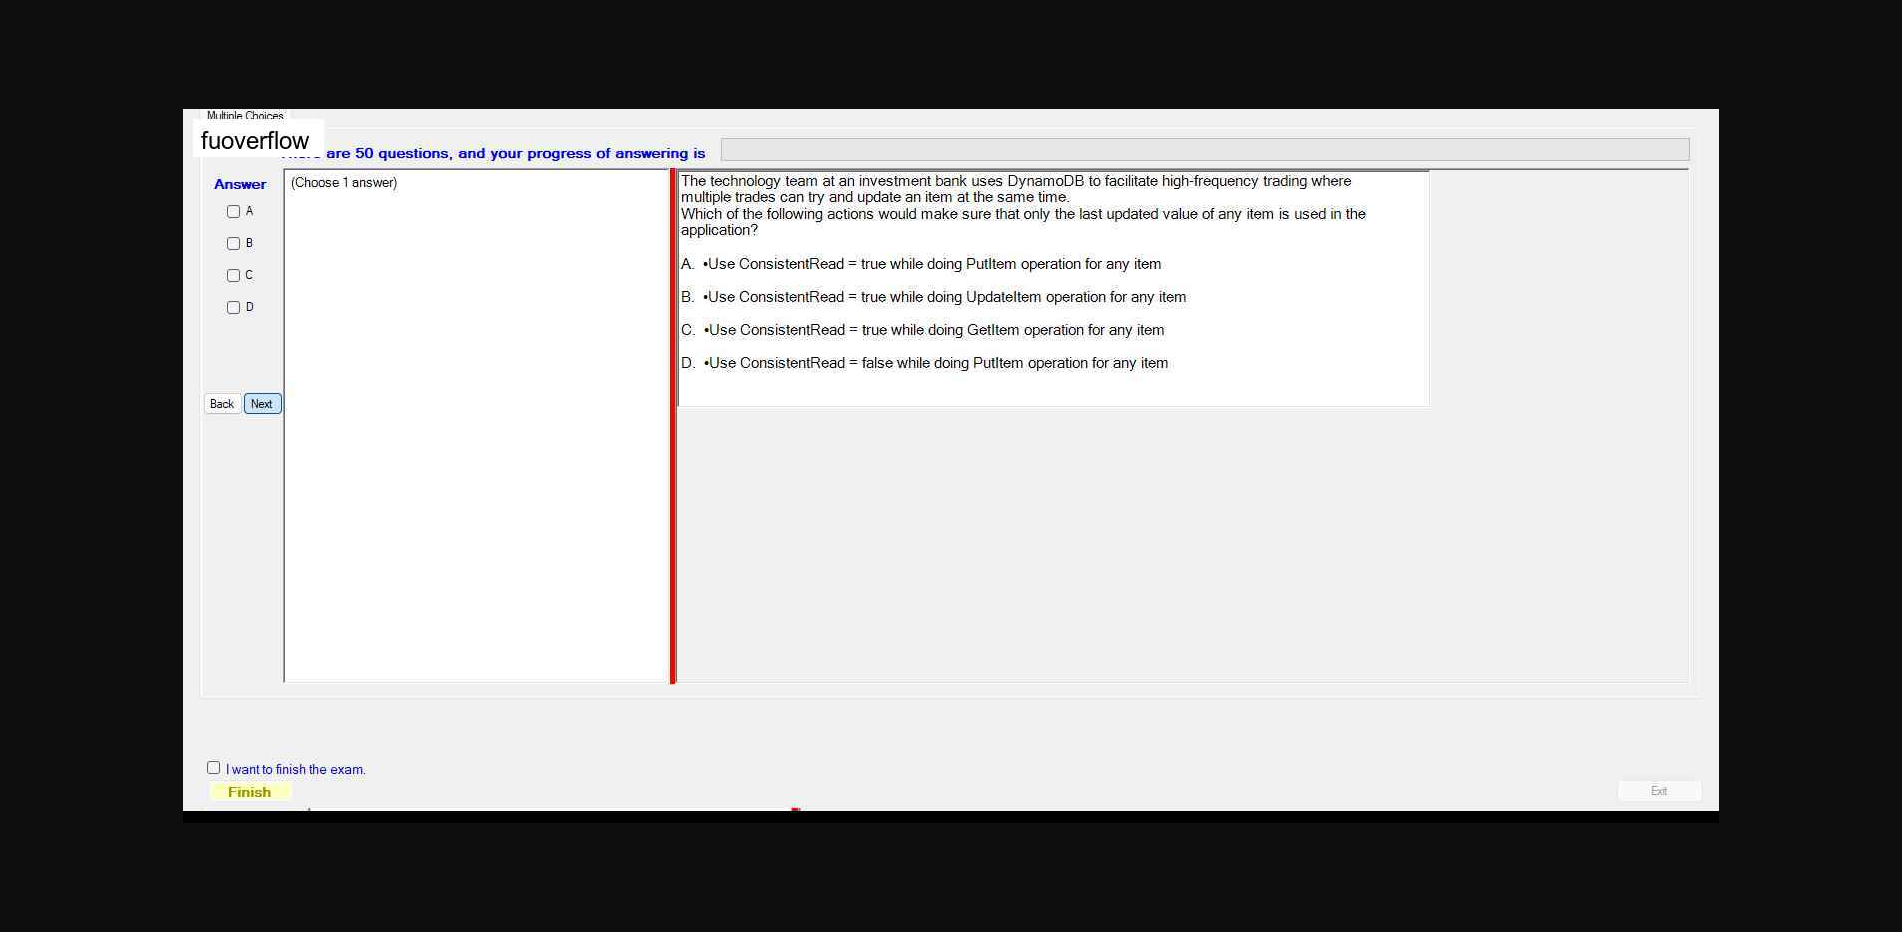 Multiple Choices
fuoverflow
are 50 questions, and your progress of answering is
Answer
(Choose 1 answer)
A
B
C
D
Back
Next
The technology team at an investment bank uses DynamoDB to facilitate high-frequency trading where
multiple trades can try and update an item at the same time.
Which of the following actions would make sure that only the last updated value of any item is used in the
application?
A. •Use ConsistentRead = true while doing PutItem operation for any item
B. •Use ConsistentRead = true while doing UpdateItem operation for any item
C. •Use ConsistentRead = true while doing GetItem operation for any item
D. •Use ConsistentRead = false while doing PutItem operation for any item
I want to finish the exam.
Finish
Exit